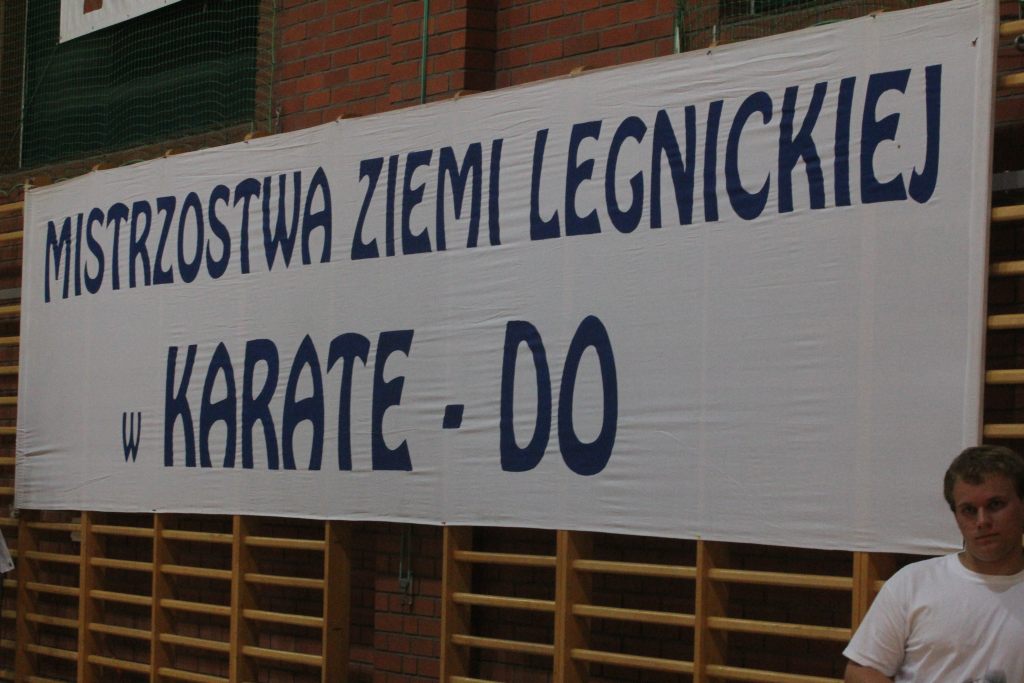 MISTRZOSTWA ZIEMI LEGNICKIEJ
w KARATE - DO